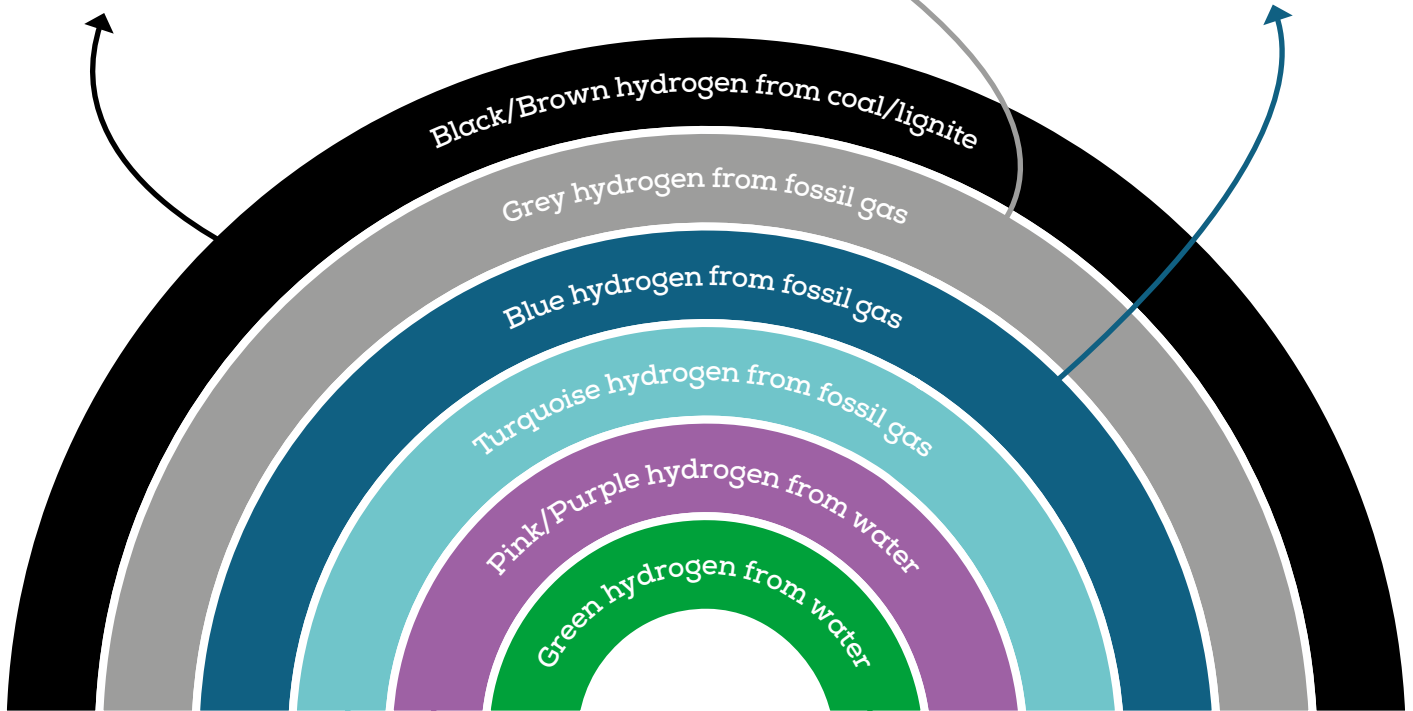 Black/Brown hydrogen from coal/lignite
Grey hydrogen from fossil gas
Blue hydrogen from fossil gas
Turquoise hydrogen from fossil gas
Pink/Purple hydrogen from water
Green hydrogen from water